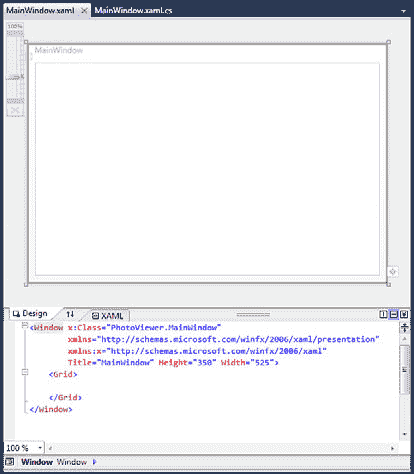 MainWindow.xaml MainWindow.xaml.cs
100%
MainWindow
Design XAML
<Window x:Class="PhotoViewer.MainWindow"
xmlns="http://schemas.microsoft.com/winfx/2006/xaml/presentation"
xmlns:x="http://schemas.microsoft.com/winfx/2006/xaml"
Title="MainWindow" Height="350" Width="525">
<Grid>
</Grid>
</Window>
100 %
Window Window